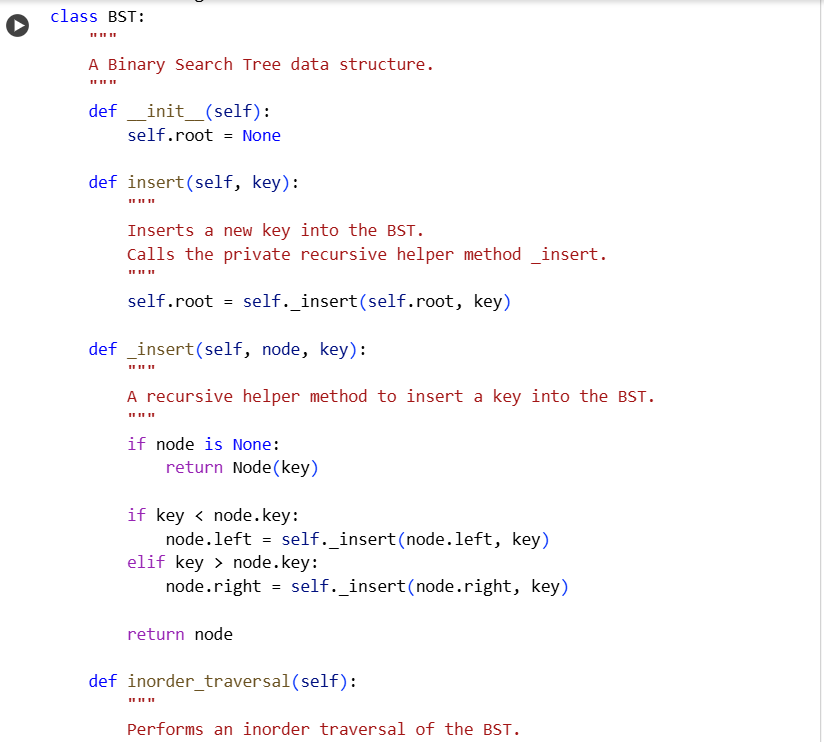 class BST:
    """
    A Binary Search Tree data structure.
    """
    def __init__(self):
        self.root = None

    def insert(self, key):
        """
        Inserts a new key into the BST.
        Calls the private recursive helper method _insert.
        """
        self.root = self._insert(self.root, key)

    def _insert(self, node, key):
        """
        A recursive helper method to insert a key into the BST.
        """
        if node is None:
            return Node(key)

        if key < node.key:
            node.left = self._insert(node.left, key)
        elif key > node.key:
            node.right = self._insert(node.right, key)

        return node

    def inorder_traversal(self):
        """
        Performs an inorder traversal of the BST.